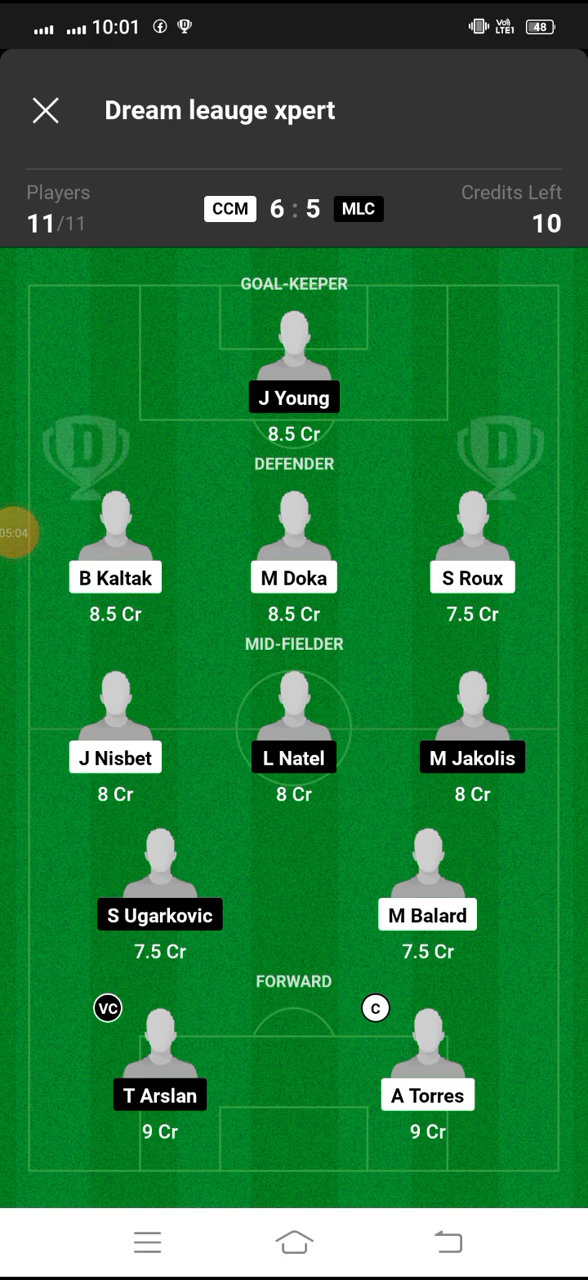 10:01 Vo) LTE1 48
Dream leauge xpert
Players Credits Left
11/11 CCM 6 : 5 MLC 10
GOAL-KEEPER
J Young
8.5 Cr
DEFENDER
05:04
B Kaltak M Doka S Roux
8.5 Cr 8.5 Cr 7.5 Cr
MID-FIELDER
J Nisbet L Natel M Jakolis
8 Cr 8 Cr 8 Cr
S Ugarkovic M Balard
7.5 Cr 7.5 Cr
FORWARD
VC C
T Arslan A Torres
9 Cr 9 Cr